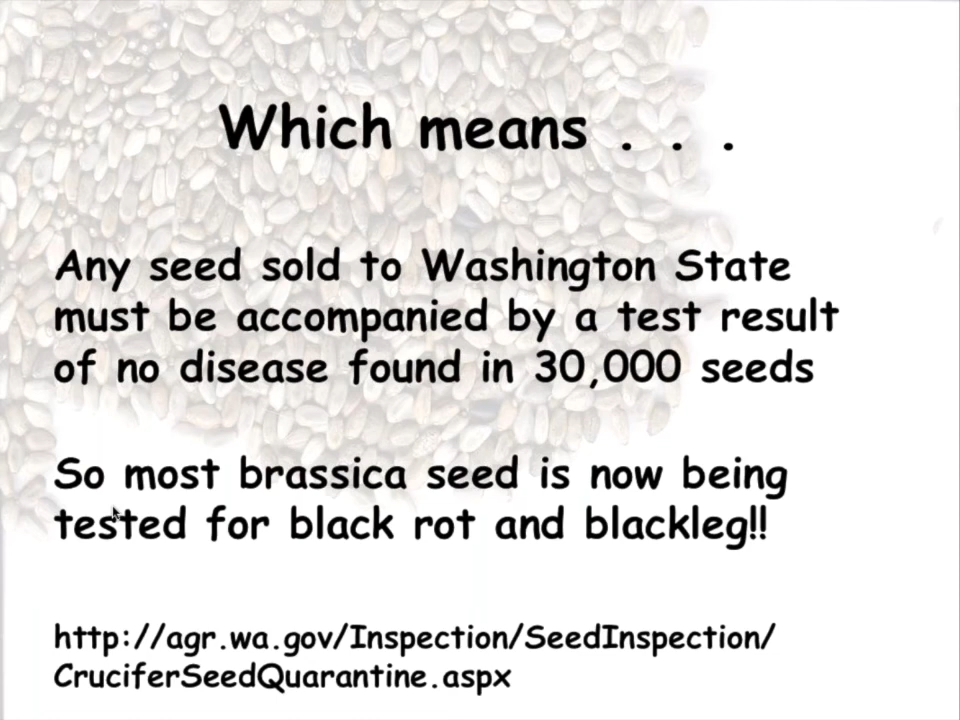 Which means . . .
Any seed sold to Washington State
must be accompanied by a test result
of no disease found in 30,000 seeds
So most brassica seed is now being
tested for black rot and blackleg!!
http://agr.wa.gov/Inspection/SeedInspection/
CruciferSeedQuarantine.aspx